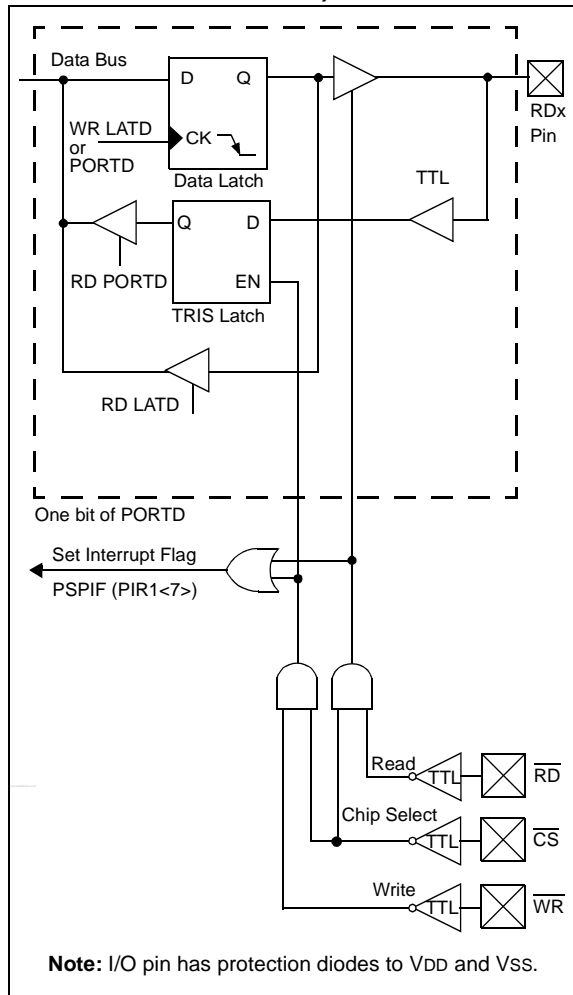 Data Bus
D
Q
RDx
Pin
WR LATD
or
PORTD
CK
Data Latch
TTL
Q
D
RD PORTD
EN
TRIS Latch
RD LATD
One bit of PORTD
Set Interrupt Flag
PSPIF (PIR1<7>)
Read
TTL
RD
Chip Select
TTL
CS
Write
TTL
WR
Note: I/O pin has protection diodes to VDD and VSS.